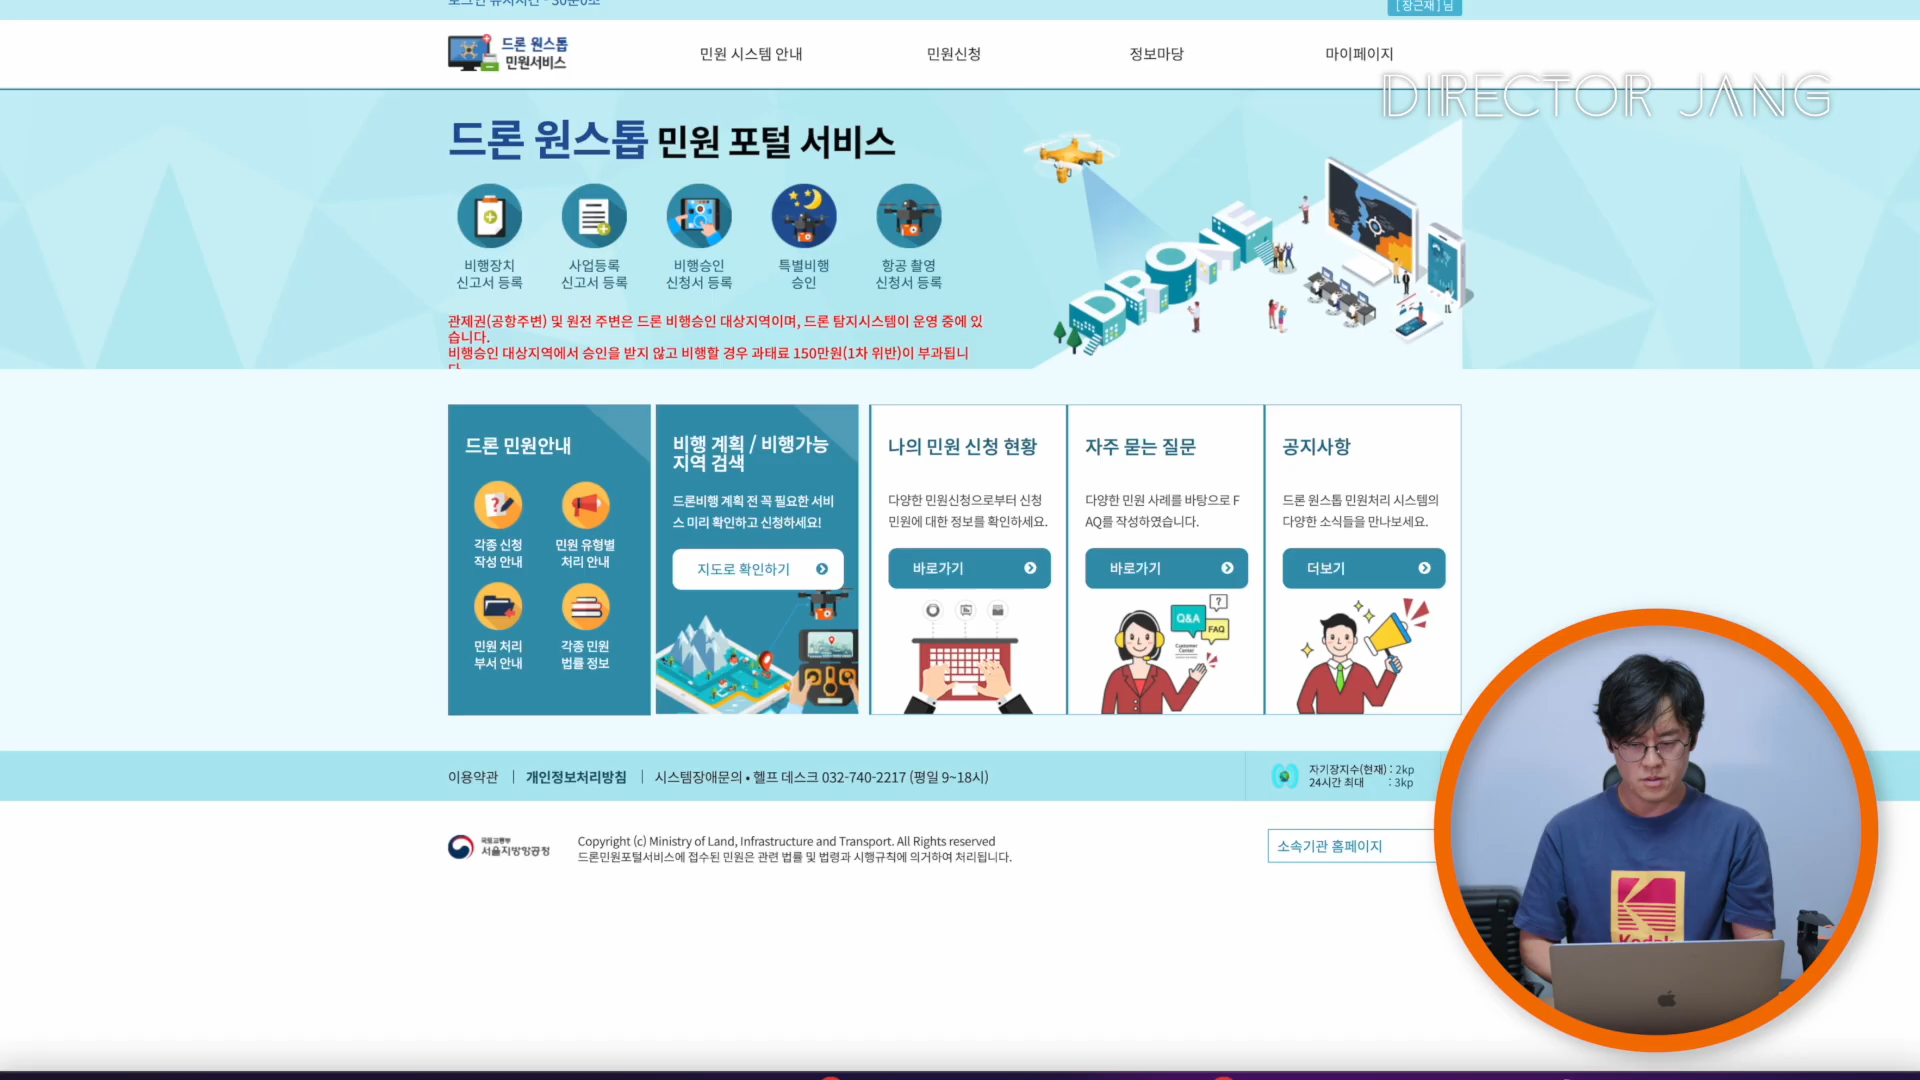 로그인 유지시간 - 30분0초
[ 장근재 ] 님
드론 원스톱
민원서비스
민원 시스템 안내
민원신청
정보마당
마이페이지
DIRECTOR JANG
드론 원스톱 민원 포털 서비스
비행장치
신고서 등록
사업등록
신고서 등록
비행승인
신청서 등록
특별비행
승인
항공 촬영
신청서 등록
DRONE
관제권(공항주변) 및 원전 주변은 드론 비행승인 대상지역이며, 드론 탐지시스템이 운영 중에 있
습니다.
비행승인 대상지역에서 승인을 받지 않고 비행할 경우 과태료 150만원(1차 위반)이 부과됩니
다.
드론 민원안내
각종 신청
작성 안내
민원 유형별
처리 안내
민원 처리
부서 안내
각종 민원
법률 정보
비행 계획 / 비행가능
지역 검색
드론비행 계획 전 꼭 필요한 서비
스 미리 확인하고 신청하세요!
지도로 확인하기
나의 민원 신청 현황
다양한 민원신청으로부터 신청
민원에 대한 정보를 확인하세요.
바로가기
자주 묻는 질문
다양한 민원 사례를 바탕으로 F
AQ를 작성하였습니다.
바로가기
?
Q&A
FAQ
Customer
Center
공지사항
드론 원스톱 민원처리 시스템의
다양한 소식들을 만나보세요.
더보기
이용약관
개인정보처리방침
시스템장애문의 • 헬프 데스크 032-740-2217 (평일 9~18시)
자기장지수(현재) : 2kp
24시간 최대 : 3kp
국토교통부
서울지방항공청
Copyright (c) Ministry of Land, Infrastructure and Transport. All Rights reserved
드론민원포털서비스에 접수된 민원은 관련 법률 및 법령과 시행규칙에 의거하여 처리됩니다.
소속기관 홈페이지
Kodak